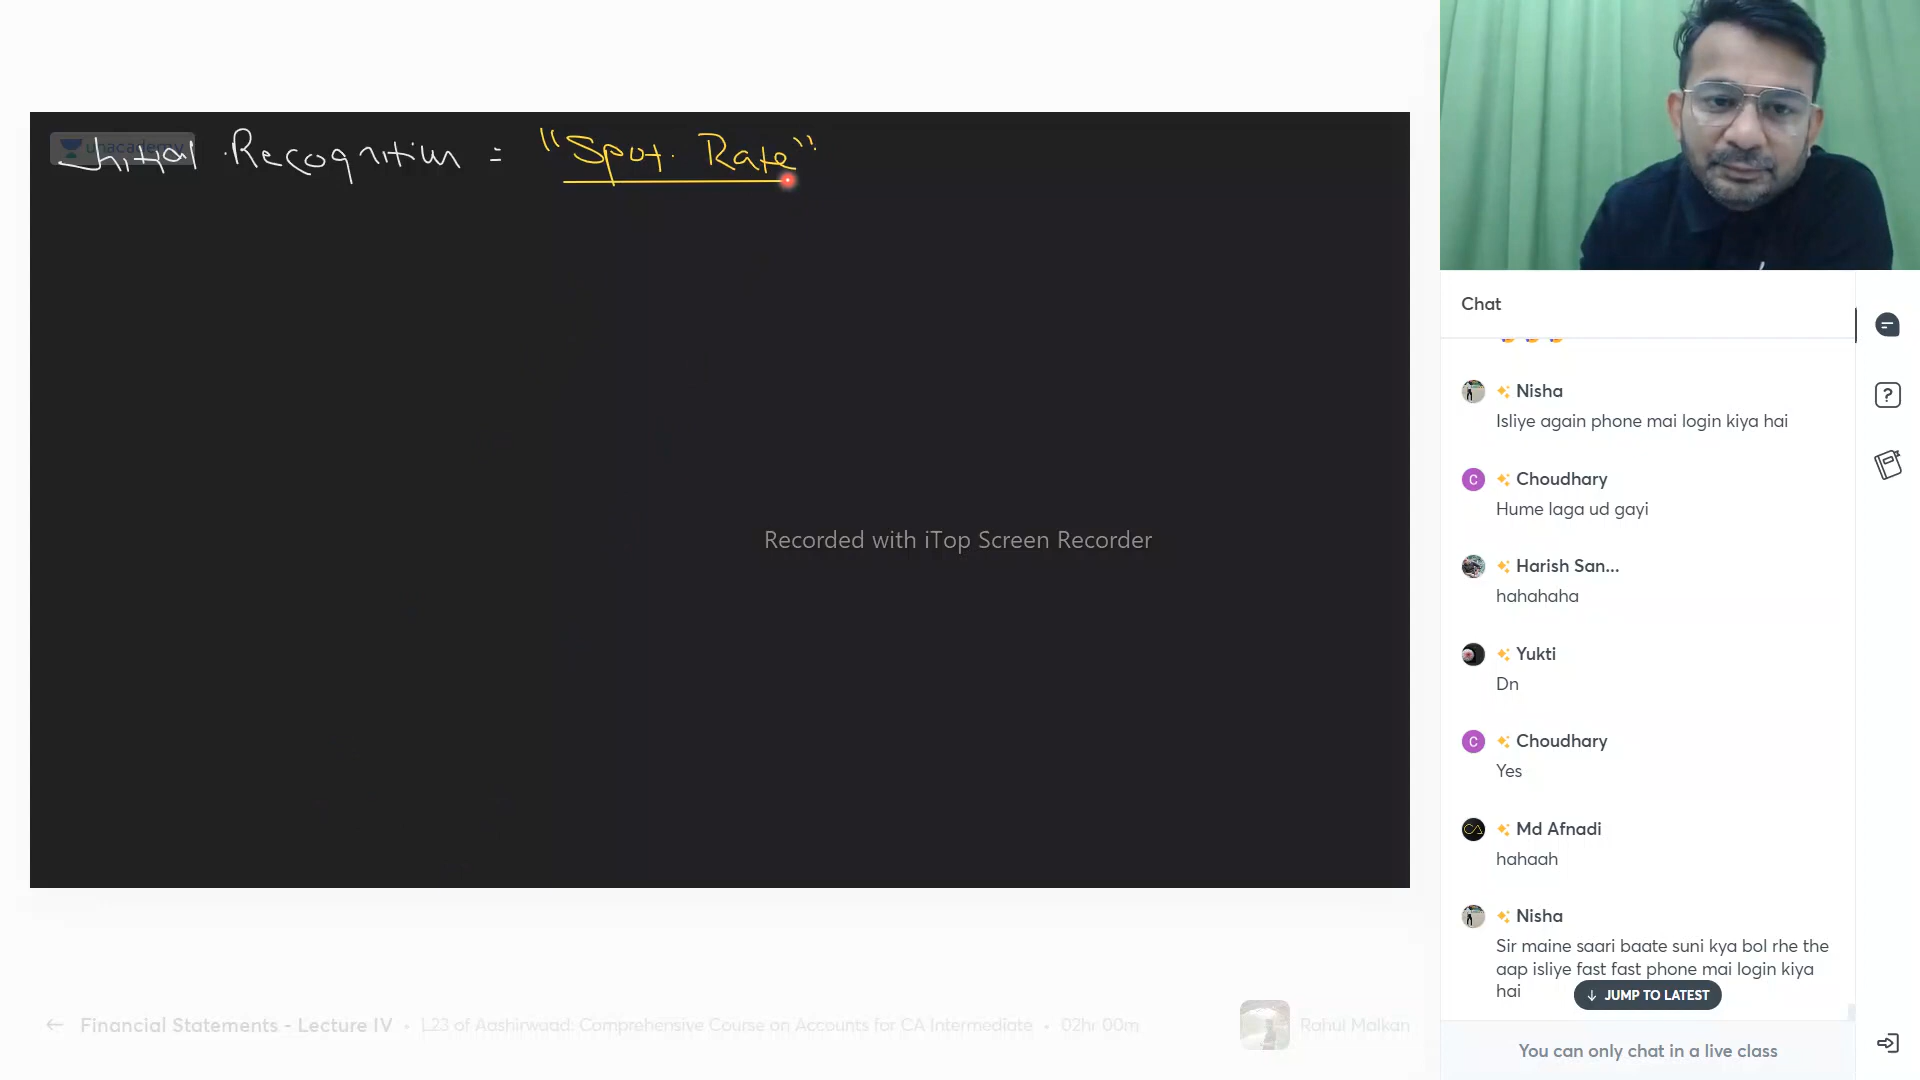 unacademy
Initial Recognition = "Spot. Rate"
Recorded with iTop Screen Recorder
Chat
Nisha
Isliye again phone mai login kiya hai
C Choudhary
Hume laga ud gayi
Harish San...
hahahaha
Yukti
Dn
C Choudhary
Yes
CA Md Afnadi
hahaah
Nisha
Sir maine saari baate suni kya bol rhe the
aap isliye fast fast phone mai login kiya
hai
↓ JUMP TO LATEST
You can only chat in a live class
← Financial Statements - Lecture IV • L23 of Aashirwaad: Comprehensive Course on Accounts for CA Intermediate • 02hr 00m
Rahul Malkan